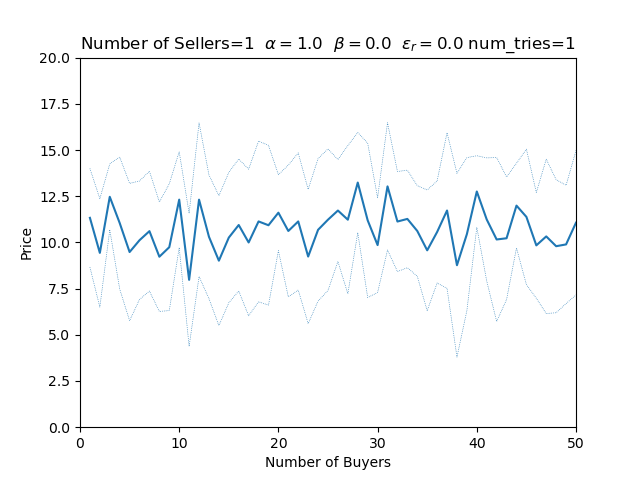 Number of Sellers=1 α = 1.0 β = 0.0 εr = 0.0 num_tries=1
20.0
17.5
15.0
12.5
10.0
7.5
5.0
2.5
0.0
Price
0 10 20 30 40 50
Number of Buyers